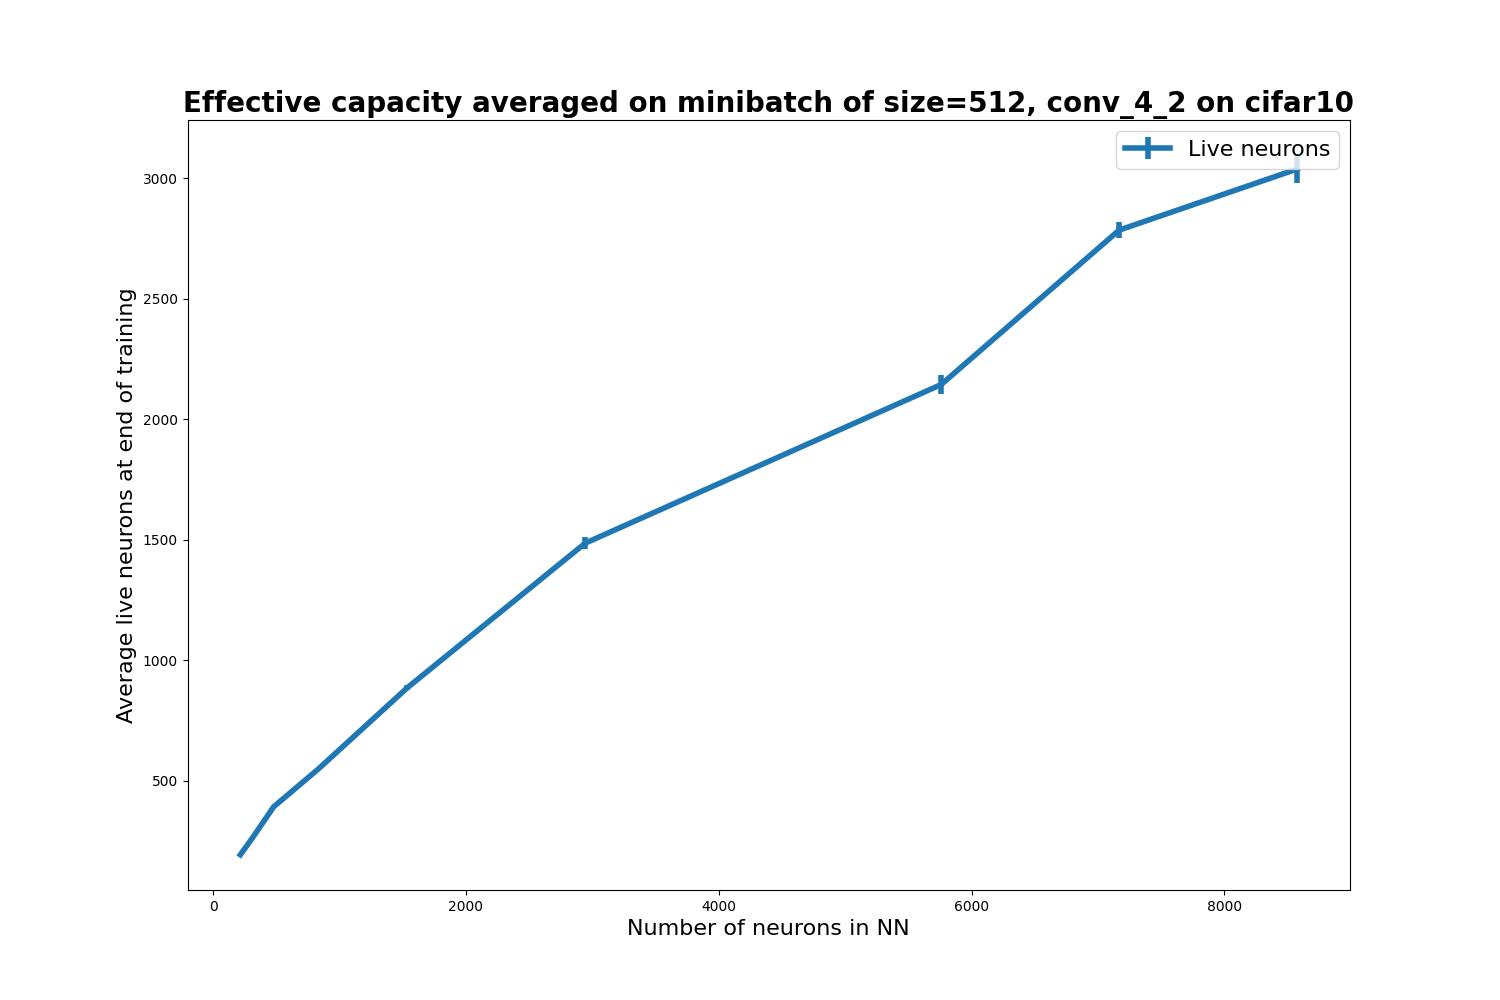 Effective capacity averaged on minibatch of size=512, conv_4_2 on cifar10
Live neurons
3000
2500
2000
1500
1000
500
Average live neurons at end of training
0 2000 4000 6000 8000
Number of neurons in NN